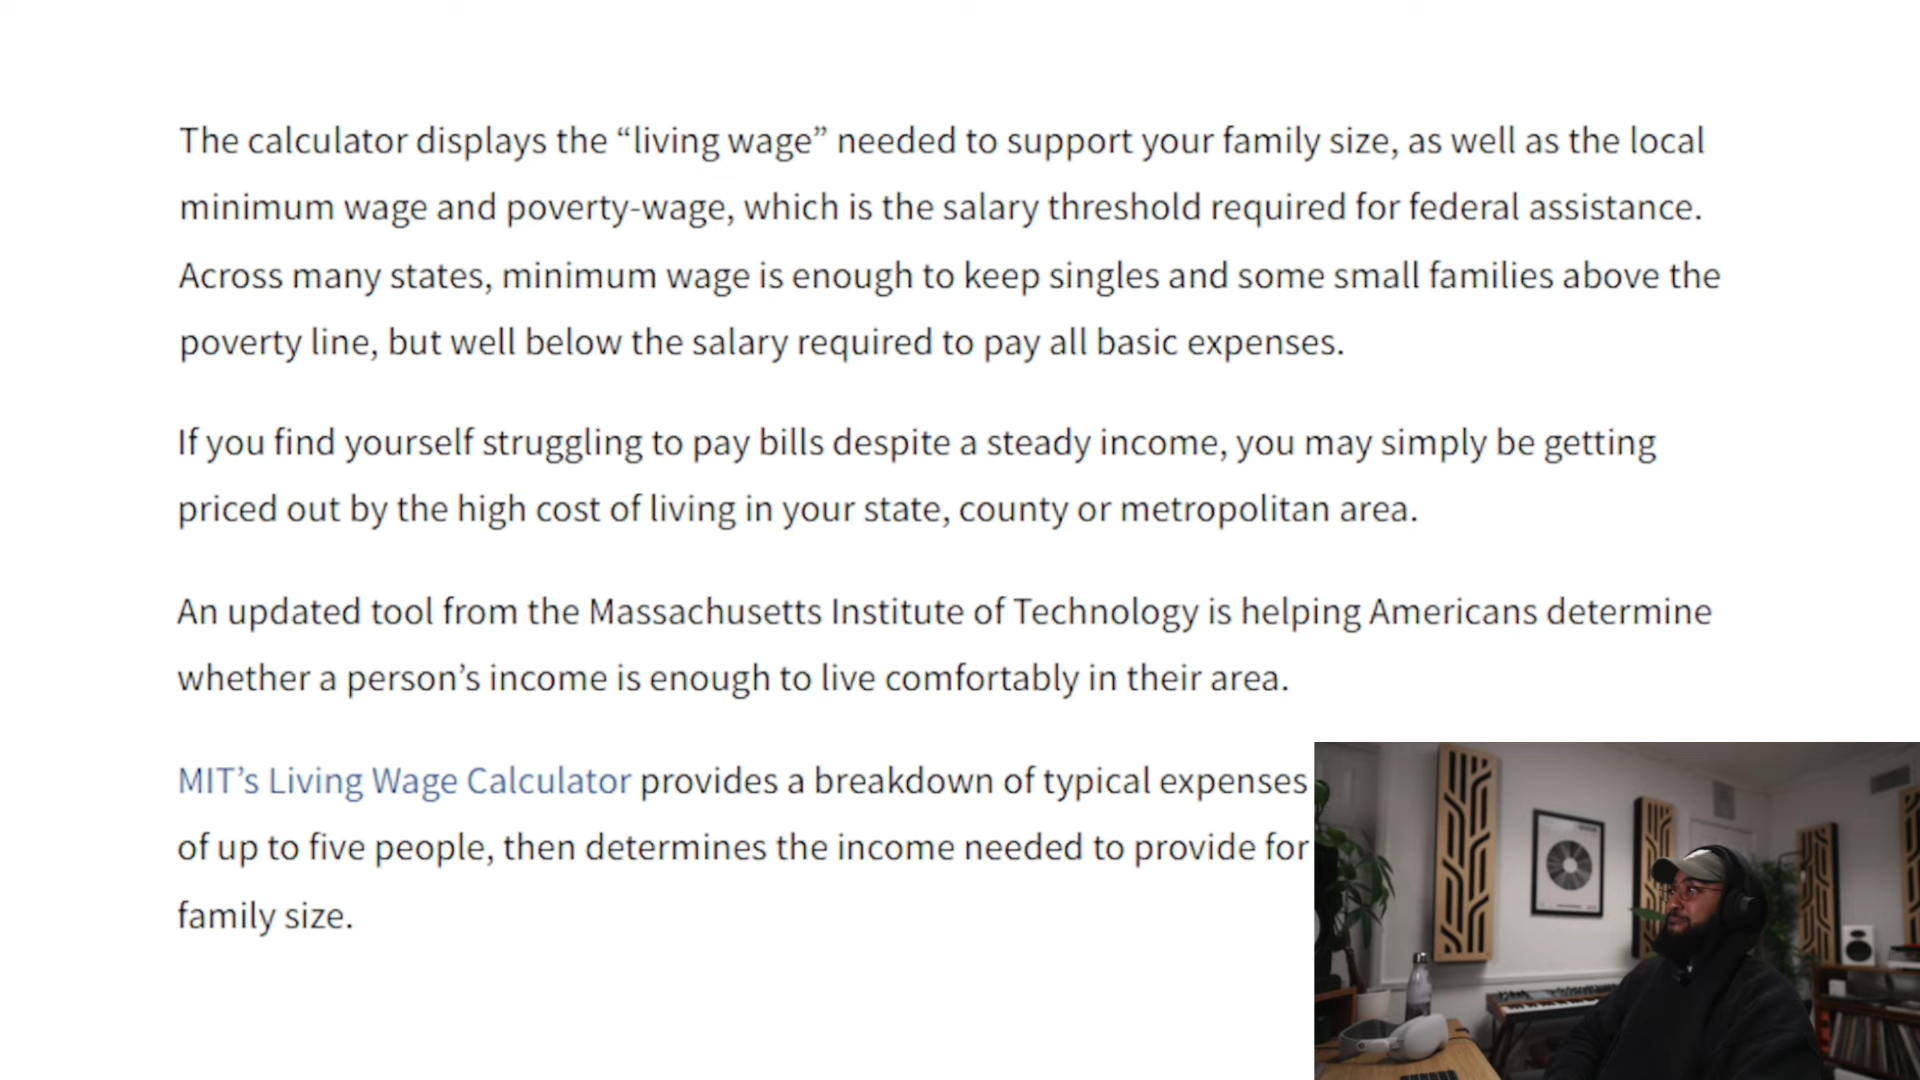 The calculator displays the “living wage” needed to support your family size, as well as the local
minimum wage and poverty-wage, which is the salary threshold required for federal assistance.
Across many states, minimum wage is enough to keep singles and some small families above the
poverty line, but well below the salary required to pay all basic expenses.
If you find yourself struggling to pay bills despite a steady income, you may simply be getting
priced out by the high cost of living in your state, county or metropolitan area.
An updated tool from the Massachusetts Institute of Technology is helping Americans determine
whether a person’s income is enough to live comfortably in their area.
MIT’s Living Wage Calculator provides a breakdown of typical expenses
of up to five people, then determines the income needed to provide for
family size.